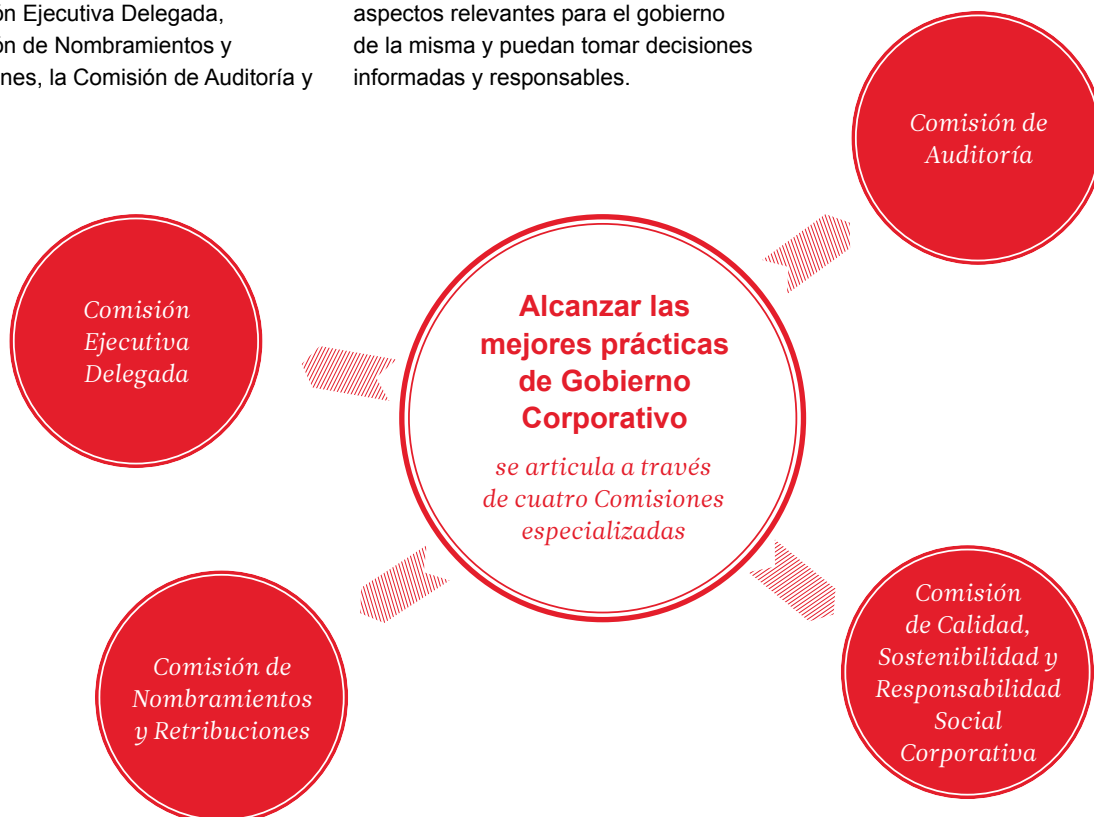 ón Ejecutiva Delegada,
ón de Nombramientos y
nes, la Comisión de Auditoría y
aspectos relevantes para el gobierno
de la misma y puedan tomar decisiones
informadas y responsables.
Comisión de
Auditoría
Comisión
Ejecutiva
Delegada
Alcanzar las
mejores prácticas
de Gobierno
Corporativo
se articula a través
de cuatro Comisiones
especializadas
Comisión de
Nombramientos
y Retribuciones
Comisión
de Calidad,
Sostenibilidad y
Responsabilidad
Social
Corporativa